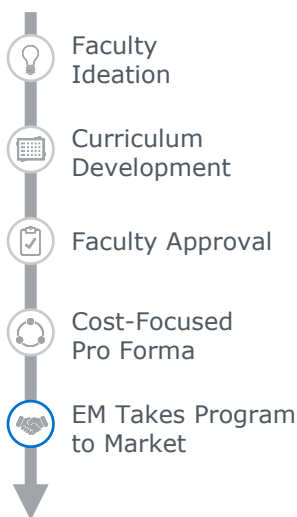 Faculty
Ideation
Curriculum
Development
Faculty Approval
Cost-Focused
Pro Forma
EM Takes Program
to Market